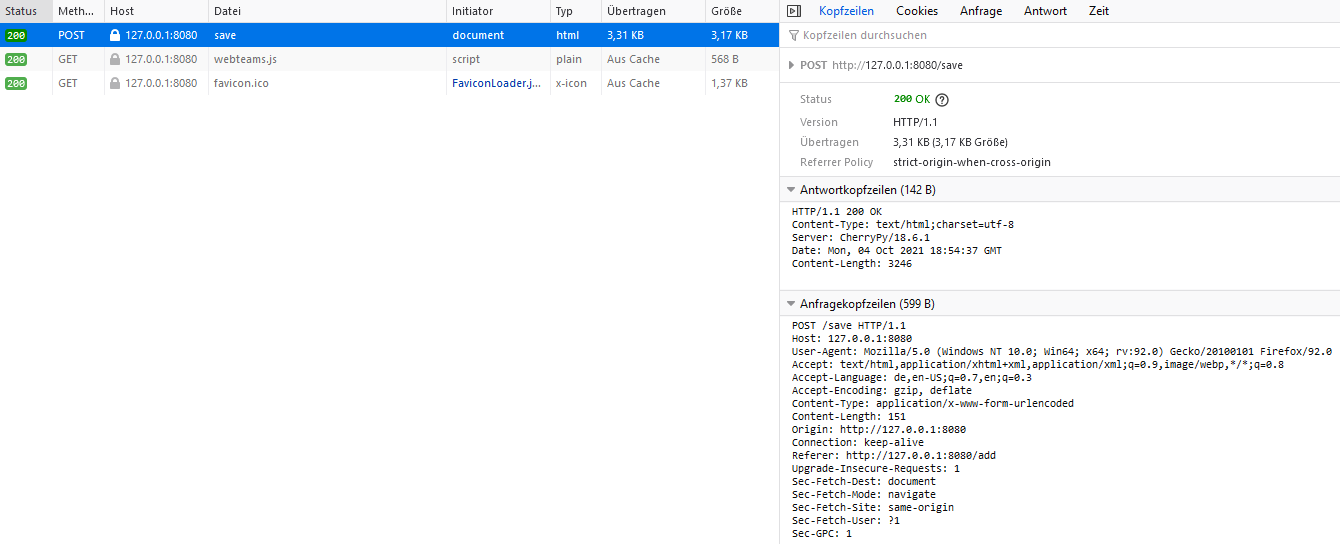 Status Meth... Host Datei Initiator Typ Übertragen Größe
200 POST 127.0.0.1:8080 save document html 3,31 KB 3,17 KB
200 GET 127.0.0.1:8080 webteams.js script plain Aus Cache 568 B
200 GET 127.0.0.1:8080 favicon.ico FaviconLoader.j... x-icon Aus Cache 1,37 KB
Kopfzeilen Cookies Anfrage Antwort Zeit
Kopfzeilen durchsuchen
POST http://127.0.0.1:8080/save
Status 200 OK ?
Version HTTP/1.1
Übertragen 3,31 KB (3,17 KB Größe)
Referrer Policy strict-origin-when-cross-origin
Antwortkopfzeilen (142 B)
HTTP/1.1 200 OK
Content-Type: text/html;charset=utf-8
Server: CherryPy/18.6.1
Date: Mon, 04 Oct 2021 18:54:37 GMT
Content-Length: 3246
Anfragekopfzeilen (599 B)
POST /save HTTP/1.1
Host: 127.0.0.1:8080
User-Agent: Mozilla/5.0 (Windows NT 10.0; Win64; x64; rv:92.0) Gecko/20100101 Firefox/92.0
Accept: text/html,application/xhtml+xml,application/xml;q=0.9,image/webp,*/*;q=0.8
Accept-Language: de,en-US;q=0.7,en;q=0.3
Accept-Encoding: gzip, deflate
Content-Type: application/x-www-form-urlencoded
Content-Length: 151
Origin: http://127.0.0.1:8080
Connection: keep-alive
Referer: http://127.0.0.1:8080/add
Upgrade-Insecure-Requests: 1
Sec-Fetch-Dest: document
Sec-Fetch-Mode: navigate
Sec-Fetch-Site: same-origin
Sec-Fetch-User: ?1
Sec-GPC: 1